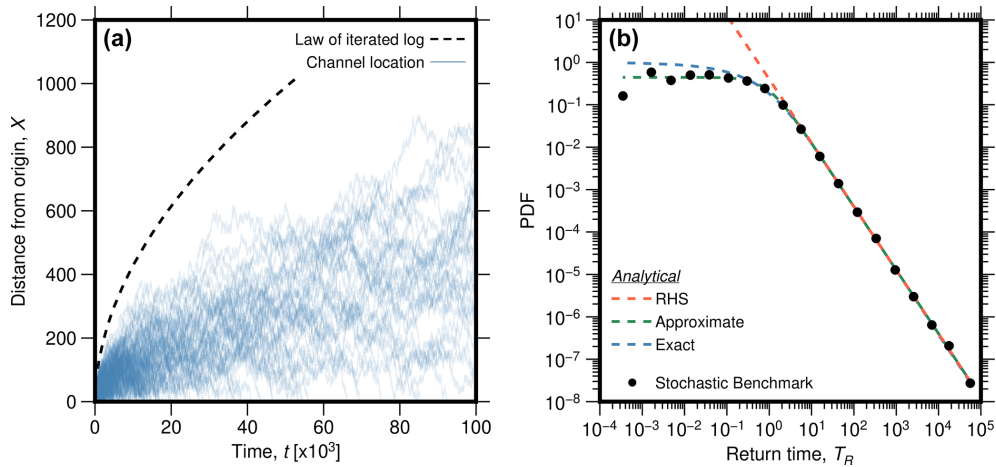 (a)
Law of iterated log
Channel location
1200
1000
800
600
400
200
0
Distance from origin, X
0 20 40 60 80 100
Time, t [x10³]
(b)
10¹
10⁰
10⁻¹
10⁻²
10⁻³
10⁻⁴
10⁻⁵
10⁻⁶
10⁻⁷
10⁻⁸
PDF
Analytical
RHS
Approximate
Exact
Stochastic Benchmark
10⁻⁴ 10⁻³ 10⁻² 10⁻¹ 10⁰ 10¹ 10² 10³ 10⁴ 10⁵
Return time, T_R